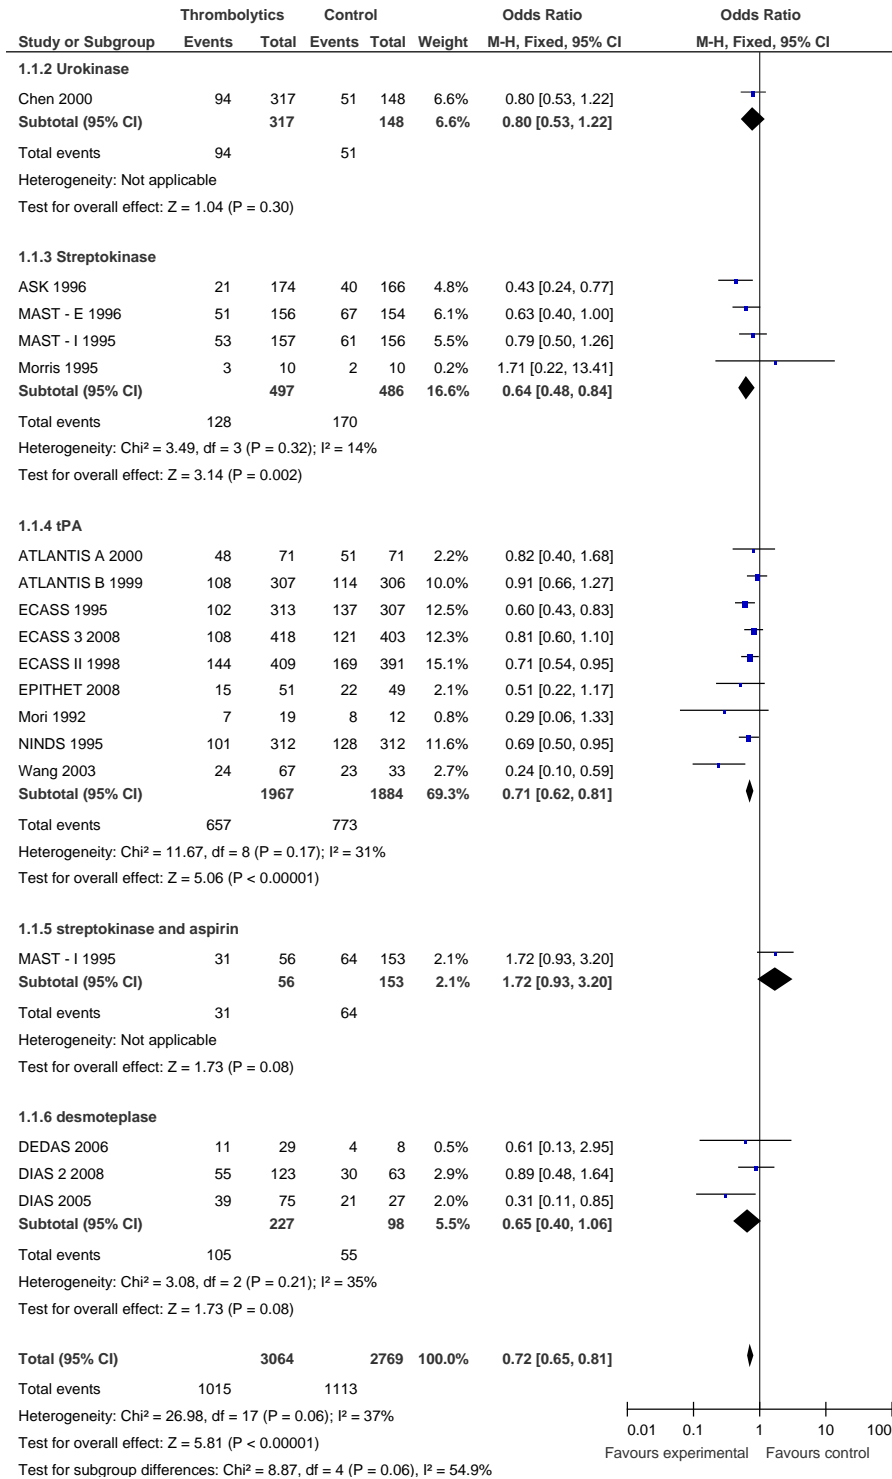 Thrombolytics Control Odds Ratio Odds Ratio
Study or Subgroup Events Total Events Total Weight M-H, Fixed, 95% CI M-H, Fixed, 95% CI
1.1.2 Urokinase
Chen 2000 94 317 51 148 6.6% 0.80 [0.53, 1.22]
Subtotal (95% CI) 317 148 6.6% 0.80 [0.53, 1.22]
Total events 94 51
Heterogeneity: Not applicable
Test for overall effect: Z = 1.04 (P = 0.30)
1.1.3 Streptokinase
ASK 1996 21 174 40 166 4.8% 0.43 [0.24, 0.77]
MAST - E 1996 51 156 67 154 6.1% 0.63 [0.40, 1.00]
MAST - I 1995 53 157 61 156 5.5% 0.79 [0.50, 1.26]
Morris 1995 3 10 2 10 0.2% 1.71 [0.22, 13.41]
Subtotal (95% CI) 497 486 16.6% 0.64 [0.48, 0.84]
Total events 128 170
Heterogeneity: Chi² = 3.49, df = 3 (P = 0.32); I² = 14%
Test for overall effect: Z = 3.14 (P = 0.002)
1.1.4 tPA
ATLANTIS A 2000 48 71 51 71 2.2% 0.82 [0.40, 1.68]
ATLANTIS B 1999 108 307 114 306 10.0% 0.91 [0.66, 1.27]
ECASS 1995 102 313 137 307 12.5% 0.60 [0.43, 0.83]
ECASS 3 2008 108 418 121 403 12.3% 0.81 [0.60, 1.10]
ECASS II 1998 144 409 169 391 15.1% 0.71 [0.54, 0.95]
EPITHET 2008 15 51 22 49 2.1% 0.51 [0.22, 1.17]
Mori 1992 7 19 8 12 0.8% 0.29 [0.06, 1.33]
NINDS 1995 101 312 128 312 11.6% 0.69 [0.50, 0.95]
Wang 2003 24 67 23 33 2.7% 0.24 [0.10, 0.59]
Subtotal (95% CI) 1967 1884 69.3% 0.71 [0.62, 0.81]
Total events 657 773
Heterogeneity: Chi² = 11.67, df = 8 (P = 0.17); I² = 31%
Test for overall effect: Z = 5.06 (P < 0.00001)
1.1.5 streptokinase and aspirin
MAST - I 1995 31 56 64 153 2.1% 1.72 [0.93, 3.20]
Subtotal (95% CI) 56 153 2.1% 1.72 [0.93, 3.20]
Total events 31 64
Heterogeneity: Not applicable
Test for overall effect: Z = 1.73 (P = 0.08)
1.1.6 desmoteplase
DEDAS 2006 11 29 4 8 0.5% 0.61 [0.13, 2.95]
DIAS 2 2008 55 123 30 63 2.9% 0.89 [0.48, 1.64]
DIAS 2005 39 75 21 27 2.0% 0.31 [0.11, 0.85]
Subtotal (95% CI) 227 98 5.5% 0.65 [0.40, 1.06]
Total events 105 55
Heterogeneity: Chi² = 3.08, df = 2 (P = 0.21); I² = 35%
Test for overall effect: Z = 1.73 (P = 0.08)
Total (95% CI) 3064 2769 100.0% 0.72 [0.65, 0.81]
Total events 1015 1113
Heterogeneity: Chi² = 26.98, df = 17 (P = 0.06); I² = 37%
Test for overall effect: Z = 5.81 (P < 0.00001)
Test for subgroup differences: Chi² = 8.87, df = 4 (P = 0.06), I² = 54.9%
0.01 0.1 1 10 100
Favours experimental Favours control